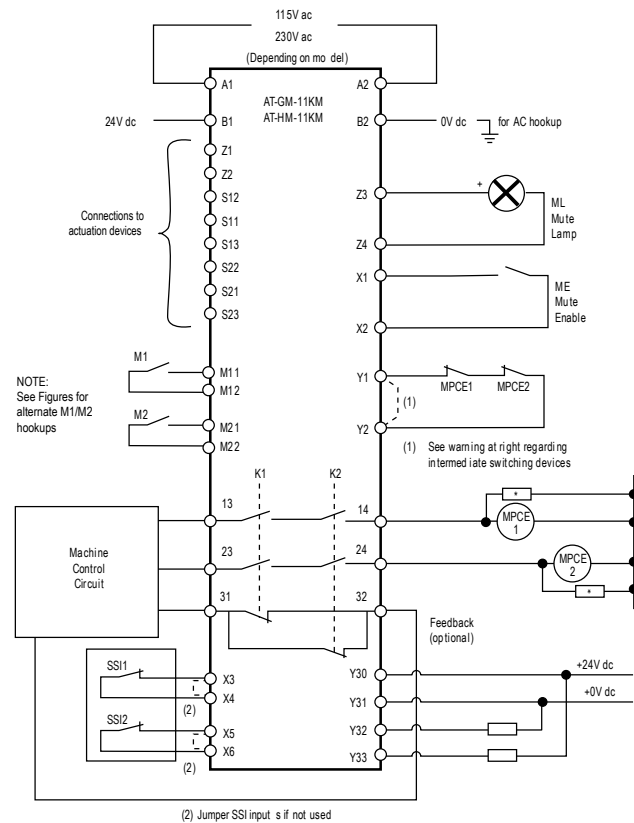 115V ac
230V ac
(Depending on mo del)
A1
A2
AT-GM-11KM
AT-HM-11KM
24V dc
B1
B2
0V dc
for AC hookup
Z1
Z2
S12
S11
S13
S22
S21
S23
Connections to
actuation devices
Z3
+
Z4
ML
Mute
Lamp
X1
X2
ME
Mute
Enable
M1
M11
M12
NOTE:
See Figures for
alternate M1/M2
hookups
M2
M21
M22
Y1
MPCE1
MPCE2
(1)
Y2
(1) See warning at right regarding
intermed iate switching devices
K1
K2
13
14
*
MPCE
1
23
24
MPCE
2
*
Machine
Control
Circuit
31
32
Feedback
(optional)
SSI1
X3
X4
(2)
SSI2
X5
X6
(2)
Y30
+24V dc
Y31
+0V dc
Y32
Y33
(2) Jumper SSI input s if not used